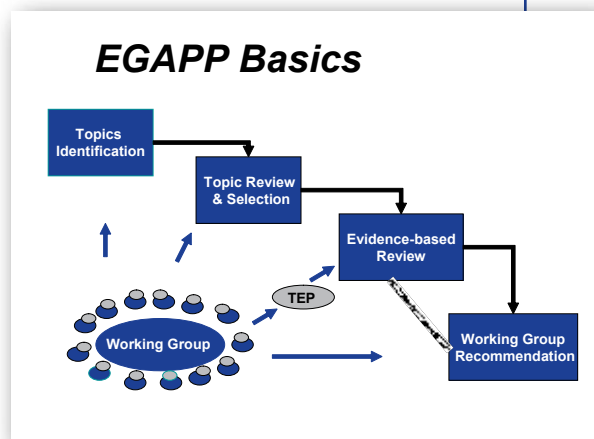 EGAPP Basics
Topics
Identification
Topic Review
& Selection
Evidence-based
Review
TEP
Working Group
Working Group
Recommendation